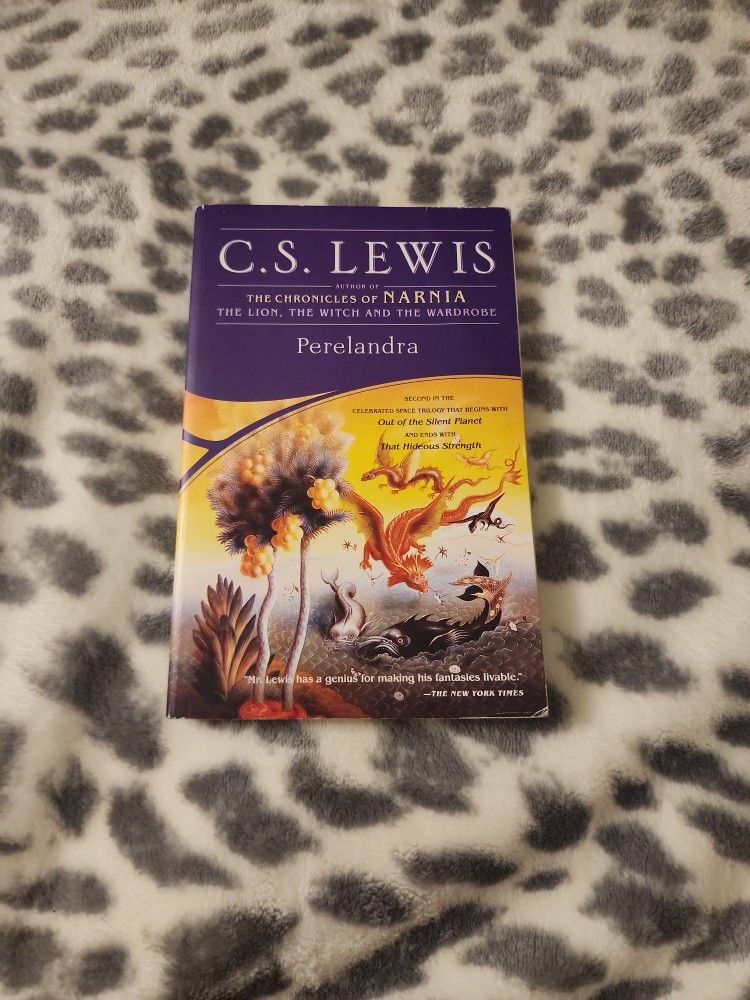 C.S. LEWIS
AUTHOR OF
THE CHRONICLES OF NARNIA
THE LION, THE WITCH AND THE WARDROBE
Perelandra
SECOND IN THE
CELEBRATED SPACE TRILOGY THAT BEGINS WITH
Out of the Silent Planet
AND ENDS WITH
That Hideous Strength
"Mr. Lewis has a genius for making his fantasies livable."
—THE NEW YORK TIMES